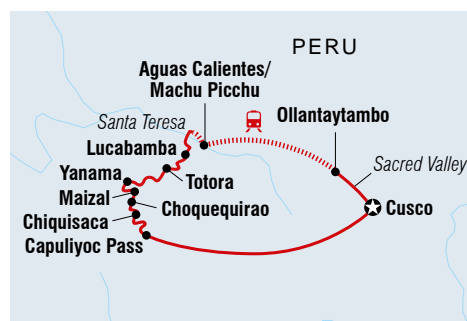 PERU
Aguas Calientes/
Machu Picchu
Ollantaytambo
Santa Teresa
Lucabamba
Sacred Valley
Yanama
Totora
Maizal
Choquequirao
Cusco
Chiquisaca
Capuliyoc Pass